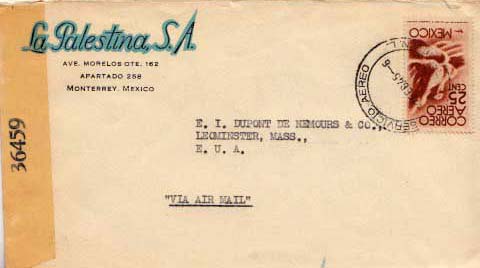 La Palestina, S. A.
AVE. MORELOS OTE. 162
APARTADO 258
MONTERREY, MEXICO
36459
E. I. DUPONT DE NEMOURS & CO.,
LEOMINSTER, MASS.,
E. U. A.
"VIA AIR MAIL"
SERVICIO AEREO
CORREO
AEREO
25
CENT
MEXICO